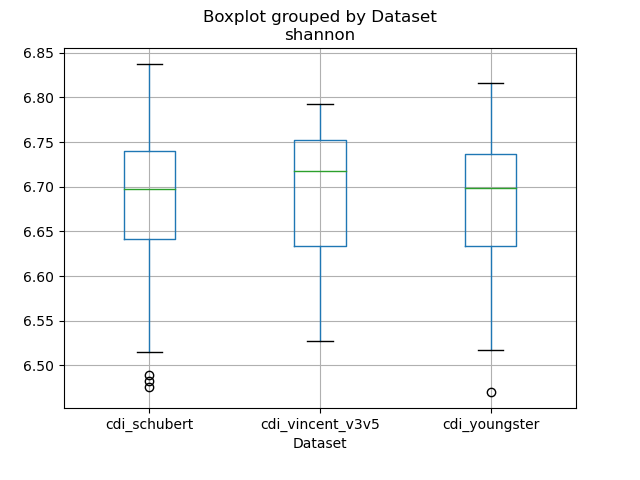 Boxplot grouped by Dataset
shannon
6.85
6.80
6.75
6.70
6.65
6.60
6.55
6.50
cdi_schubert cdi_vincent_v3v5 cdi_youngster
Dataset